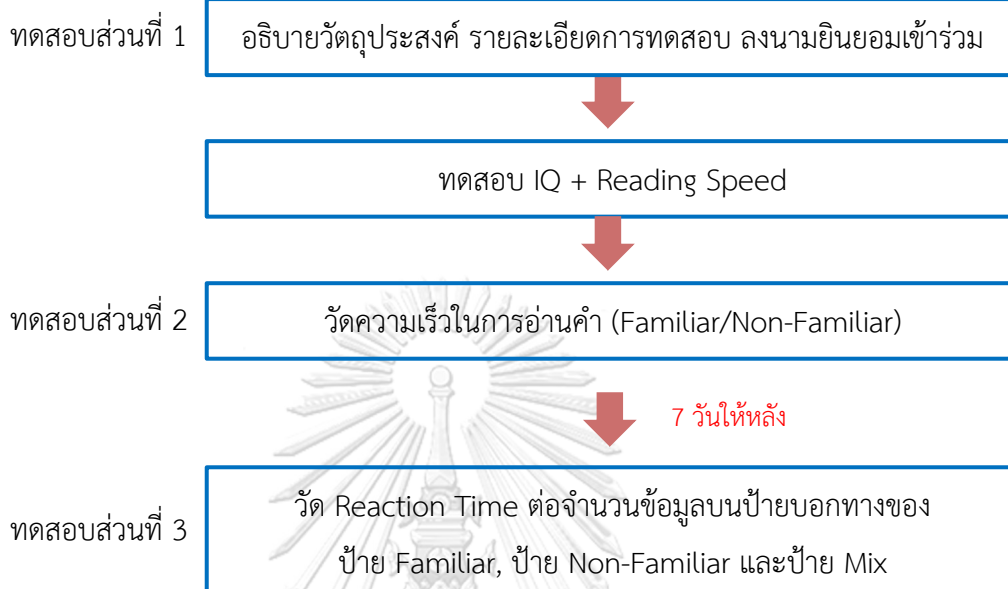 ทดสอบส่วนที่ 1
อธิบายวัตถุประสงค์ รายละเอียดการทดสอบ ลงนามยินยอมเข้าร่วม
ทดสอบ IQ + Reading Speed
ทดสอบส่วนที่ 2
วัดความเร็วในการอ่านคำ (Familiar/Non-Familiar)
7 วันให้หลัง
ทดสอบส่วนที่ 3
วัด Reaction Time ต่อจำนวนข้อมูลบนป้ายบอกทางของ
ป้าย Familiar, ป้าย Non-Familiar และป้าย Mix